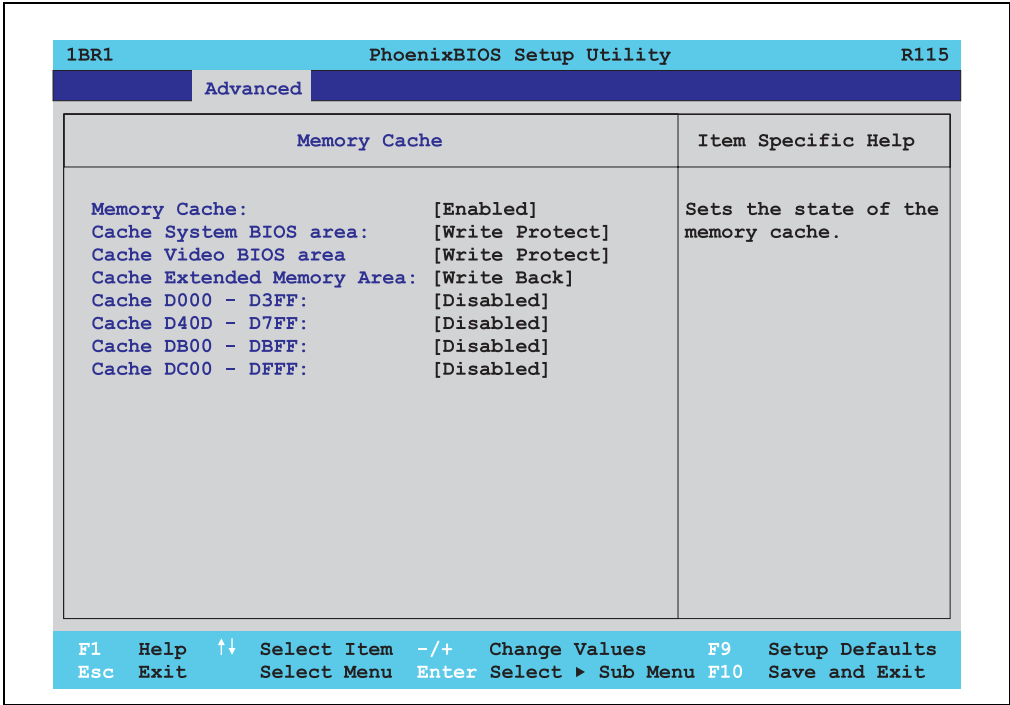 1BR1 PhoenixBIOS Setup Utility R115
Advanced
Memory Cache
Item Specific Help
Memory Cache: [Enabled]
Cache System BIOS area: [Write Protect]
Cache Video BIOS area [Write Protect]
Cache Extended Memory Area: [Write Back]
Cache D000 - D3FF: [Disabled]
Cache D40D - D7FF: [Disabled]
Cache DB00 - DBFF: [Disabled]
Cache DC00 - DFFF: [Disabled]
Sets the state of the
memory cache.
F1 Help ↑↓ Select Item -/+ Change Values F9 Setup Defaults
Esc Exit Select Menu Enter Select ▶ Sub Menu F10 Save and Exit